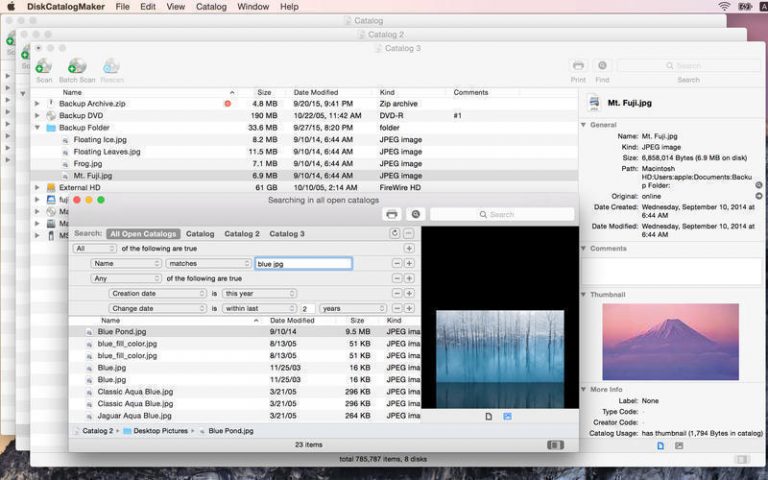 DiskCatalogMaker File Edit View Catalog Window Help
Catalog
Catalog 2
Catalog 3
Scan Batch Scan Rescan Print Find Search
Search
Name Size Date Modified Kind Comments
Backup Archive.zip 4.8 MB 9/20/15, 9:41 PM Zip archive
Backup DVD 190 MB 10/22/05, 11:42 AM DVD-R #1
Backup Folder 33.6 MB 9/27/15, 8:20 PM folder
Floating Ice.jpg 8.2 MB 9/10/14, 6:44 AM JPEG image
Floating Leaves.jpg 11.5 MB 9/10/14, 6:44 AM JPEG image
Frog.jpg 7.1 MB 9/10/14, 6:44 AM JPEG image
Mt. Fuji.jpg 6.9 MB 9/10/14, 6:44 AM JPEG image
External HD 61 GB 10/10/05, 2:14 AM FireWire HD
Mt. Fuji.jpg
General
Name: Mt. Fuji.jpg
Kind: JPEG image
Size: 6,858,014 Bytes (6.9 MB on disk)
Path: Macintosh
HD:Users:apple:Documents:Backu
p Folder:
Original: online
Date Created: Wednesday, September 10, 2014 at
6:44 AM
Date Modified: Wednesday, September 10, 2014 at
6:44 AM
Comments
Thumbnail
More Info
Label: None
Type Code: -
Creator Code: -
Catalog Usage: has thumbnail (1,794 Bytes in catalog)
Searching in all open catalogs
Search
Search: All Open Catalogs Catalog Catalog 2 Catalog 3
All of the following are true
Name matches blue jpg
Any of the following are true
Creation date is this year
Change date is within last 2 years
Name Date Modified Size Kind
Blue Pond.jpg 9/10/14 9.5 MB JPEG ima
blue_fill_color.jpg 8/13/05 51 KB JPEG ima
blue_fill_color.jpg 8/13/05 51 KB JPEG ima
Blue.jpg 11/25/03 16 KB JPEG ima
Blue.jpg 11/25/03 16 KB JPEG ima
Classic Aqua Blue.jpg 3/21/05 296 KB JPEG ima
Classic Aqua Blue.jpg 3/21/05 296 KB JPEG ima
Jaguar Aqua Blue.jpg 3/21/05 264 KB JPEG ima
Catalog 2 Desktop Pictures Blue Pond.jpg
23 items
total 785,787 items, 8 disks